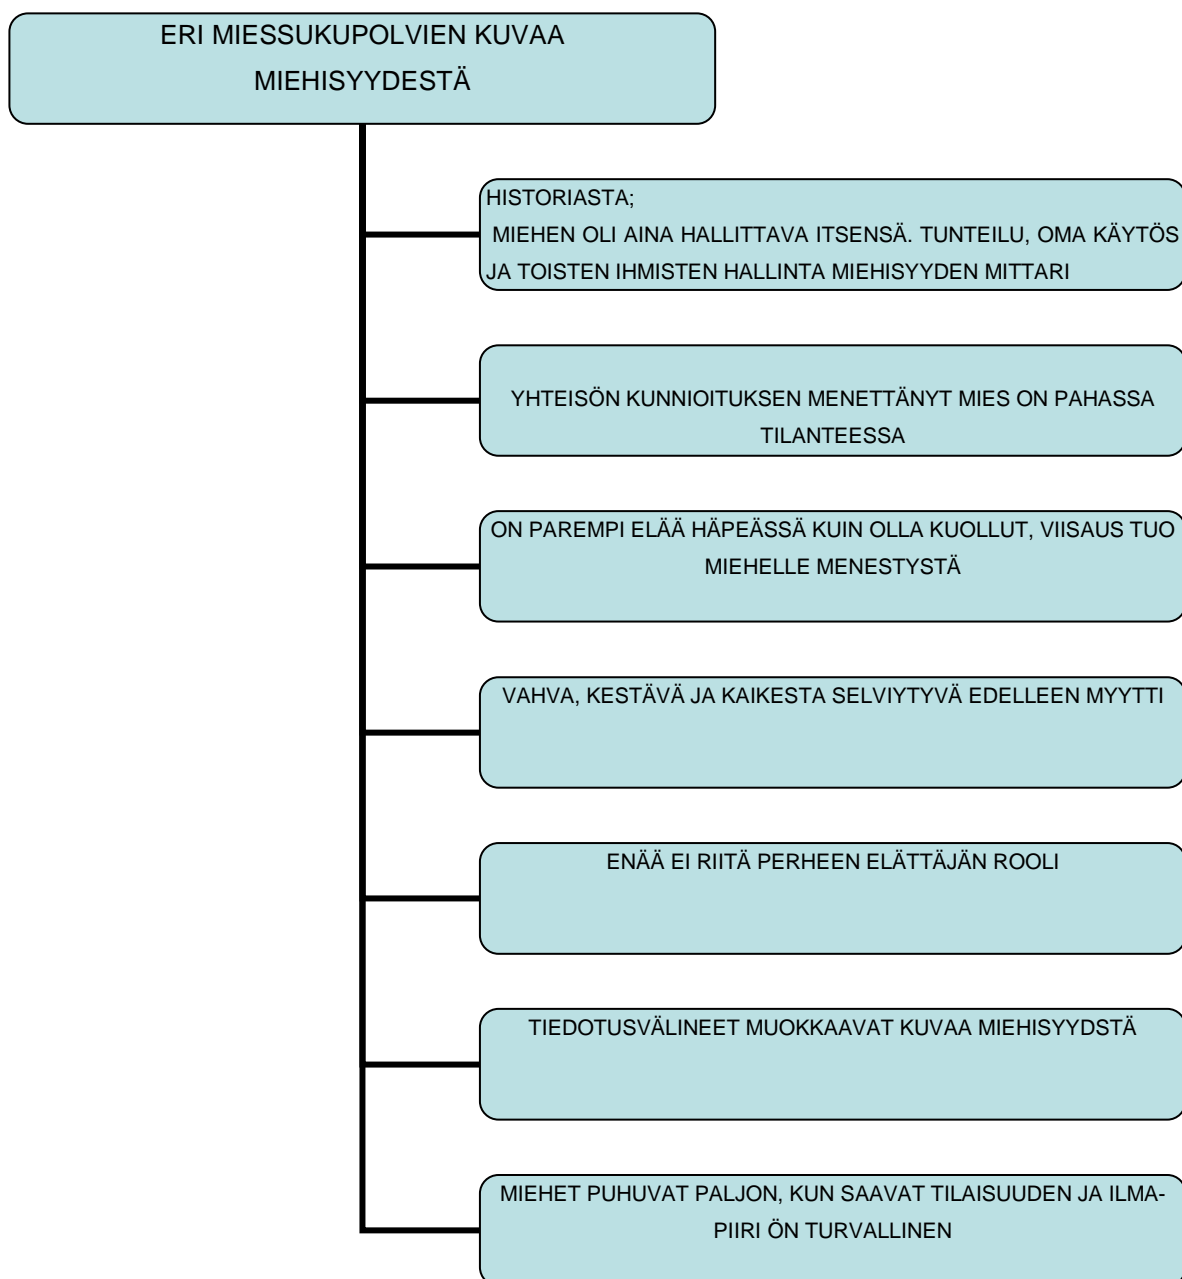 ERI MIESSUKUPOLVIEN KUVAA
MIEHISYYDESTÄ
HISTORIASTA;
MIEHEN OLI AINA HALLITTAVA ITSENSÄ. TUNTEILU, OMA KÄYTÖS
JA TOISTEN IHMISTEN HALLINTA MIEHISYYDEN MITTARI
YHTEISÖN KUNNIOITUKSEN MENETTÄNYT MIES ON PAHASSA
TILANTEESSA
ON PAREMPI ELÄÄ HÄPEÄSSÄ KUIN OLLA KUOLLUT, VIISAUS TUO
MIEHELLE MENESTYSTÄ
VAHVA, KESTÄVÄ JA KAIKESTA SELVIYTYVÄ EDELLEEN MYYTTI
ENÄÄ EI RIITÄ PERHEEN ELÄTTÄJÄN ROOLI
TIEDOTUSVÄLINEET MUOKKAAVAT KUVAA MIEHISYYDSTÄ
MIEHET PUHUVAT PALJON, KUN SAAVAT TILAISUUDEN JA ILMA-
PIIRI ÖN TURVALLINEN